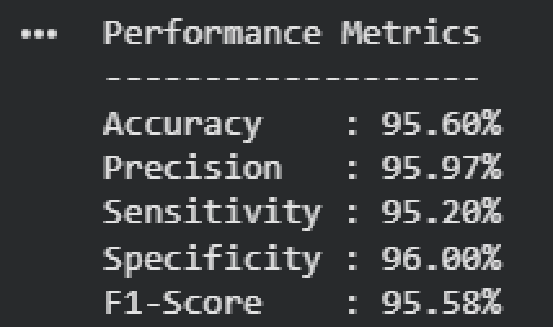 ••• Performance Metrics
-------------------
Accuracy    : 95.60%
Precision   : 95.97%
Sensitivity : 95.20%
Specificity : 96.00%
F1-Score    : 95.58%